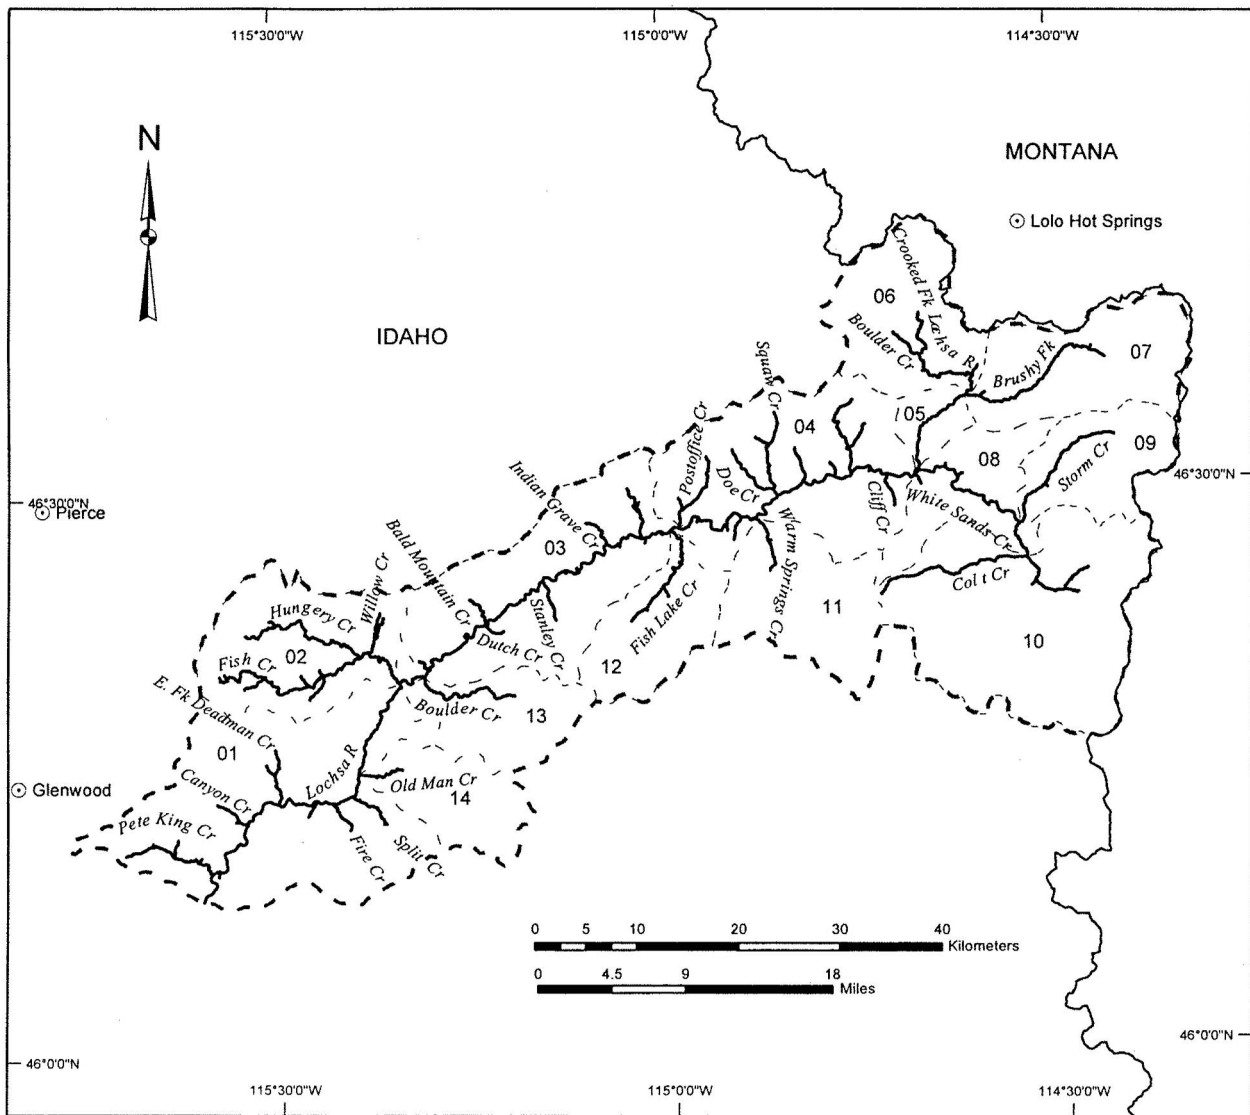 115°30'0"W
115°0'0"W
114°30'0"W
N
MONTANA
Lolo Hot Springs
IDAHO
Crooked Fk Lochsa R
06
Boulder Cr
Brushy Fk
07
Squaw Cr
04
05
Postoffice Cr
Doe Cr
08
09
Storm Cr
46°30'0"N
46°30'0"N
Pierce
Indian Grave Cr
Cliff Cr
White Sands Cr
Warm Springs Cr
Bald Mountain Cr
03
Willow Cr
Colt Cr
Hungery Cr
Stanley Cr
Fish Lake Cr
11
10
Dutch Cr
Fish Cr
02
12
E. Fk Deadman Cr
Boulder Cr
13
01
Lochsa R
Old Man Cr
14
Glenwood
Canyon Cr
Pete King Cr
Fire Cr
Split Cr
0 5 10 20 30 40
Kilometers
0 4.5 9 18
Miles
46°0'0"N
46°0'0"N
115°30'0"W
115°0'0"W
114°30'0"W